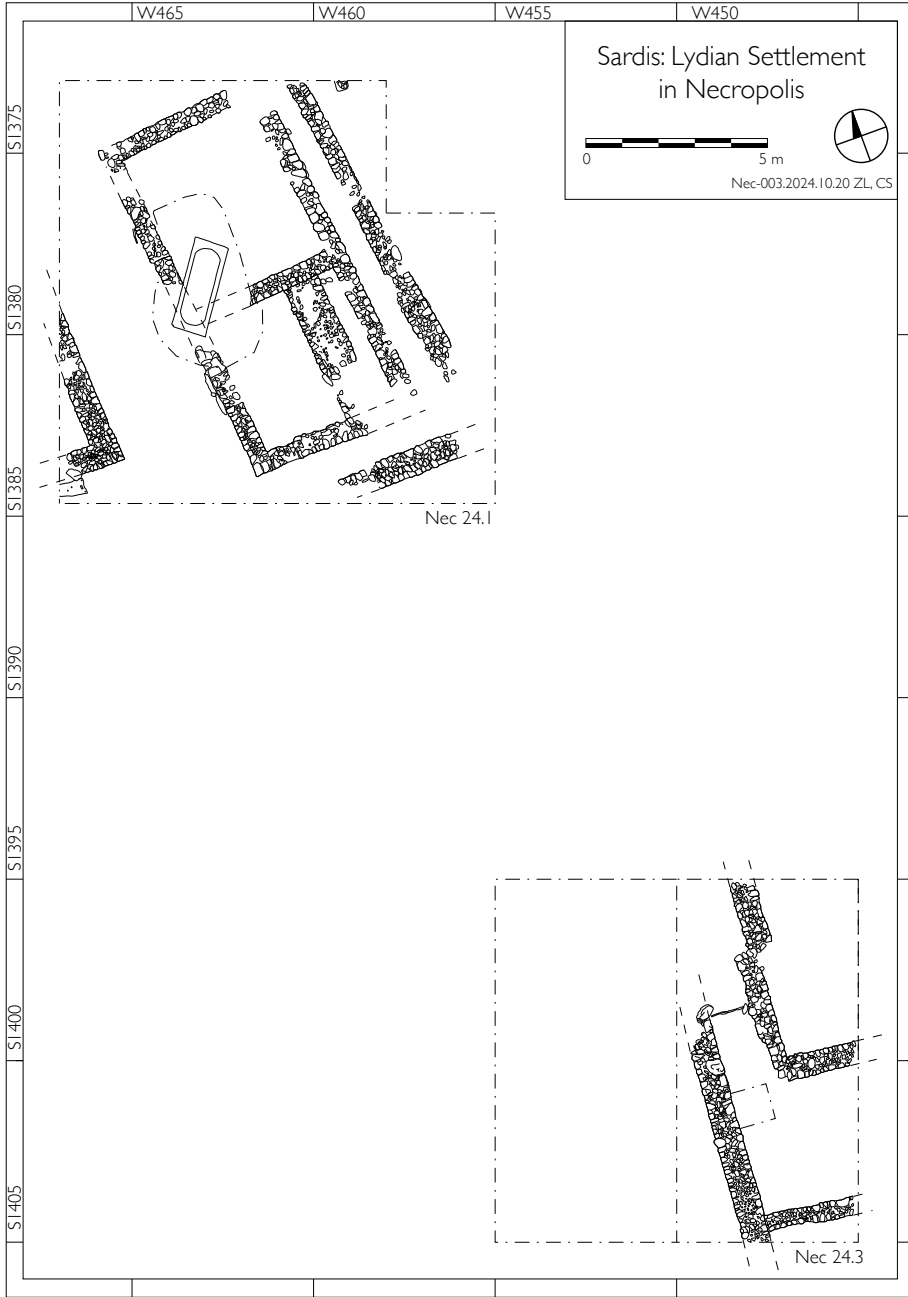 W465
W460
W455
W450
Sardis: Lydian Settlement
in Necropolis
0
5 m
Nec-003.2024.10.20 ZL, CS
S1375
S1380
S1385
S1390
S1395
S1400
S1405
Nec 24.1
Nec 24.3